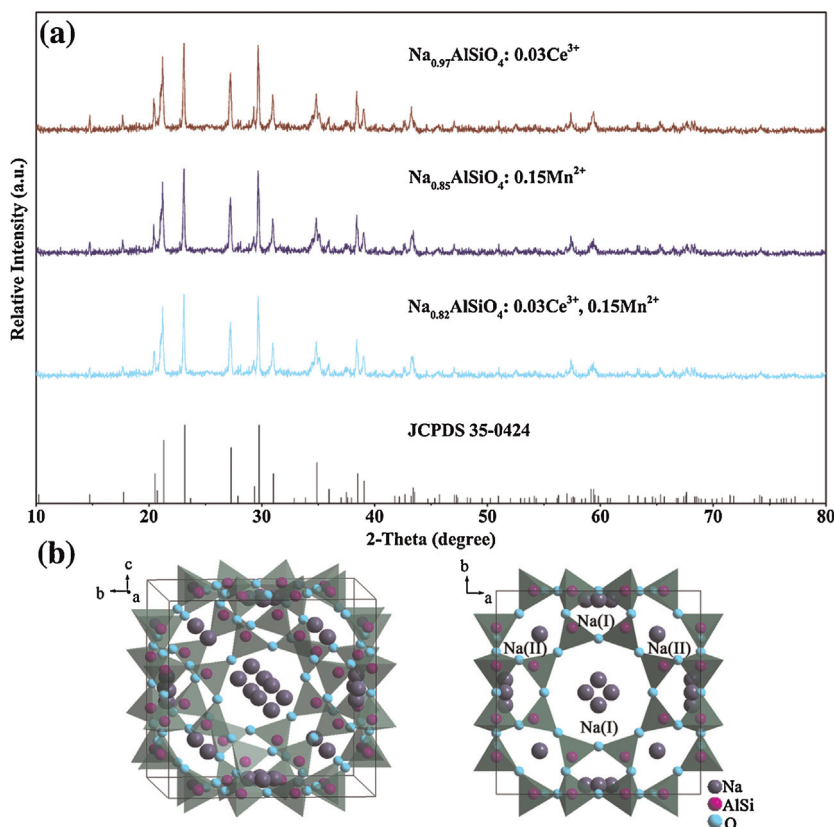 (a)
Na0.97AlSiO4: 0.03Ce3+
Na0.85AlSiO4: 0.15Mn2+
Na0.82AlSiO4: 0.03Ce3+, 0.15Mn2+
JCPDS 35-0424
Relative Intensity (a.u.)
10 20 30 40 50 60 70 80
2-Theta (degree)
(b)
c
b a
b
a
Na(I)
Na(II) Na(II)
Na(I)
Na
AlSi
O